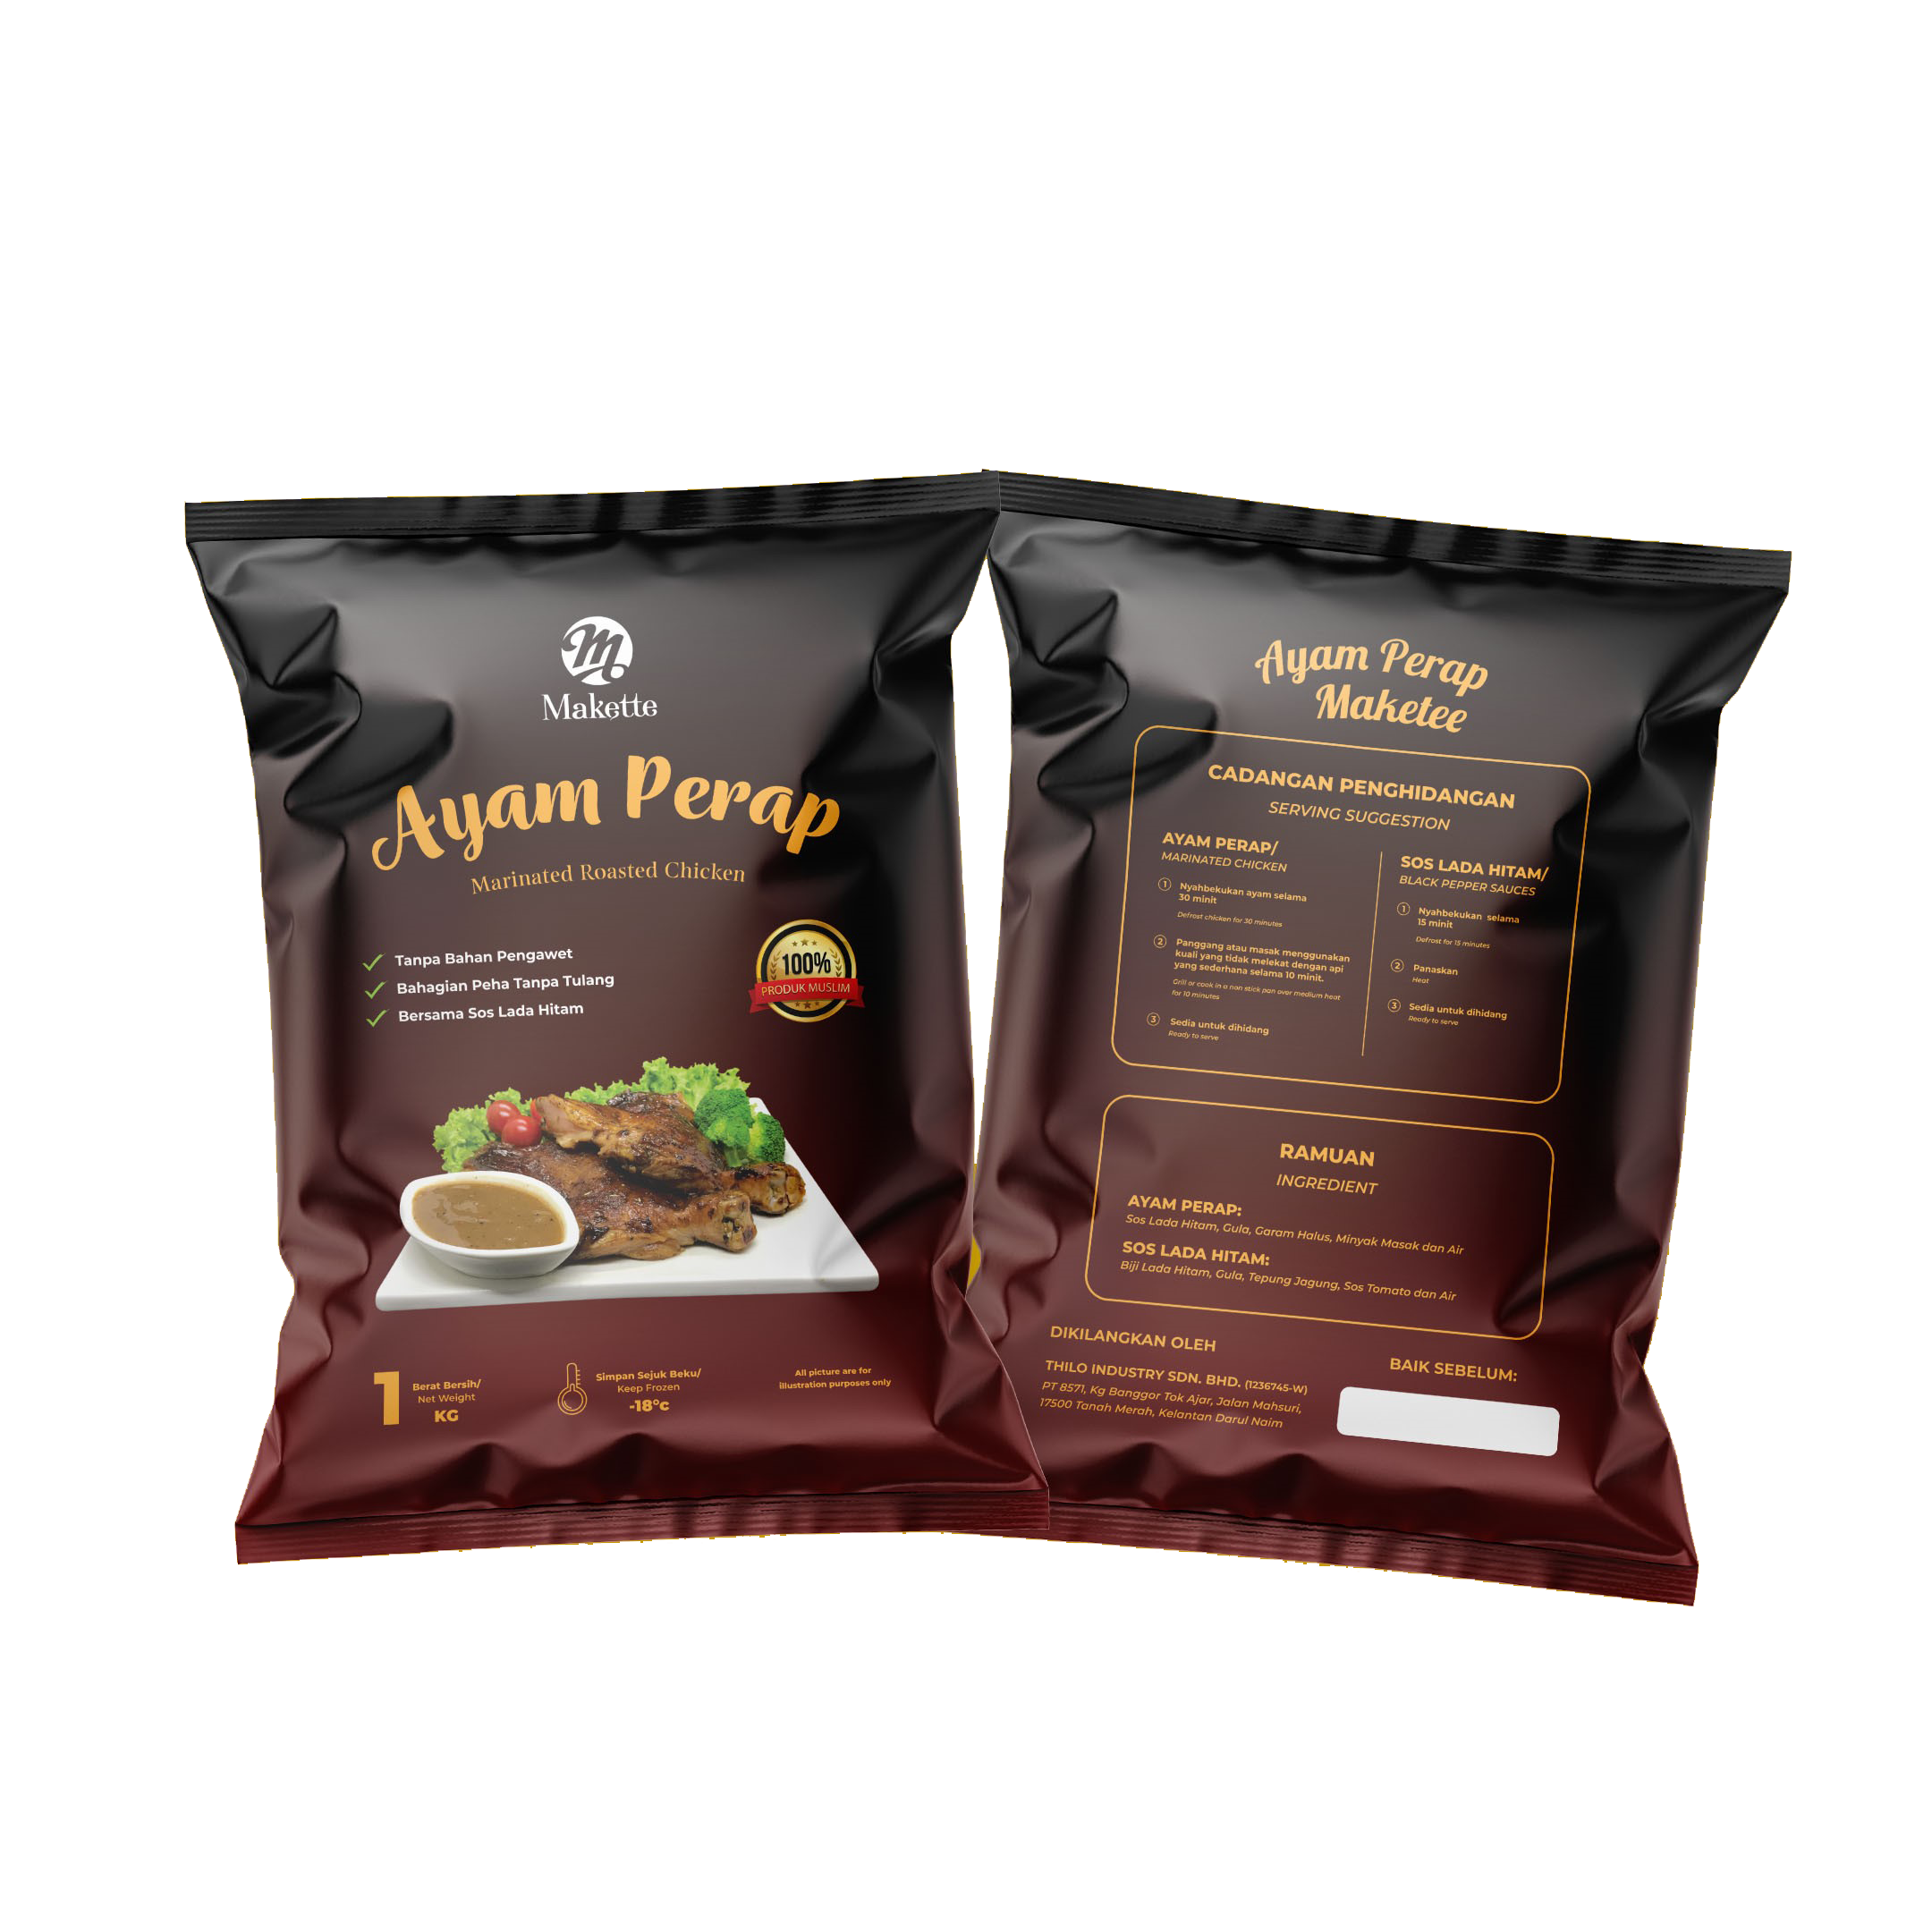 m.
Makette
Ayam Perap
Marinated Roasted Chicken
Tanpa Bahan Pengawet
Bahagian Peha Tanpa Tulang
Bersama Sos Lada Hitam
100%
PRODUK MUSLIM
1
Berat Bersih/
Net Weight
KG
Simpan Sejuk Beku/
Keep Frozen
-18°c
All picture are for
illustration purposes only
Ayam Perap
Maketee
CADANGAN PENGHIDANGAN
SERVING SUGGESTION
AYAM PERAP/
MARINATED CHICKEN
1 Nyahbekukan ayam selama
30 minit
Defrost chicken for 30 minutes
2 Panggang atau masak menggunakan
kuali yang tidak melekat dengan api
yang sederhana selama 10 minit.
Grill or cook in a non stick pan over medium heat
for 10 minutes
3 Sedia untuk dihidang
Ready to serve
SOS LADA HITAM/
BLACK PEPPER SAUCES
1 Nyahbekukan selama
15 minit
Defrost for 15 minutes
2 Panaskan
Heat
3 Sedia untuk dihidang
Ready to serve
RAMUAN
INGREDIENT
AYAM PERAP:
Sos Lada Hitam, Gula, Garam Halus, Minyak Masak dan Air
SOS LADA HITAM:
Biji Lada Hitam, Gula, Tepung Jagung, Sos Tomato dan Air
DIKILANGKAN OLEH
THILO INDUSTRY SDN. BHD. (1236745-W)
PT 8571, Kg Banggor Tok Ajar, Jalan Mahsuri,
17500 Tanah Merah, Kelantan Darul Naim
BAIK SEBELUM: